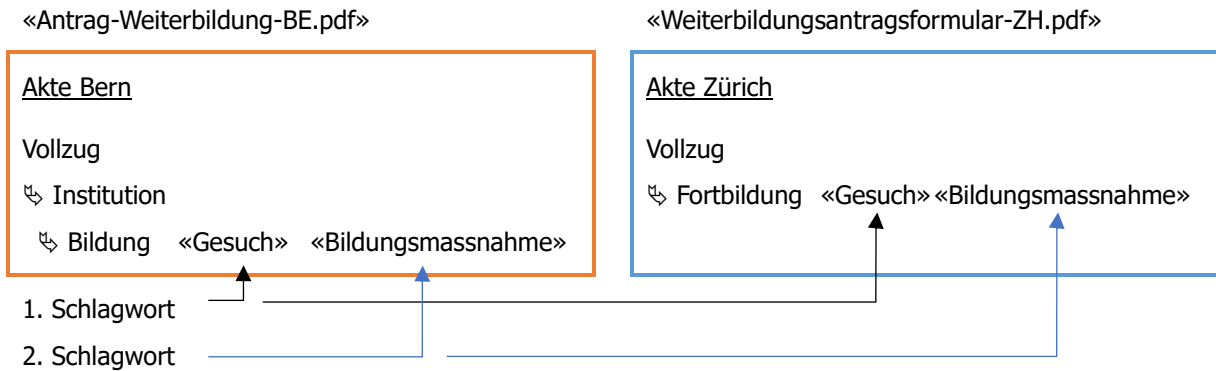 «Antrag-Weiterbildung-BE.pdf»
Akte Bern
Vollzug
↳ Institution
↳ Bildung «Gesuch» «Bildungsmassnahme»
«Weiterbildungsantragsformular-ZH.pdf»
Akte Zürich
Vollzug
↳ Fortbildung «Gesuch» «Bildungsmassnahme»
1. Schlagwort
2. Schlagwort